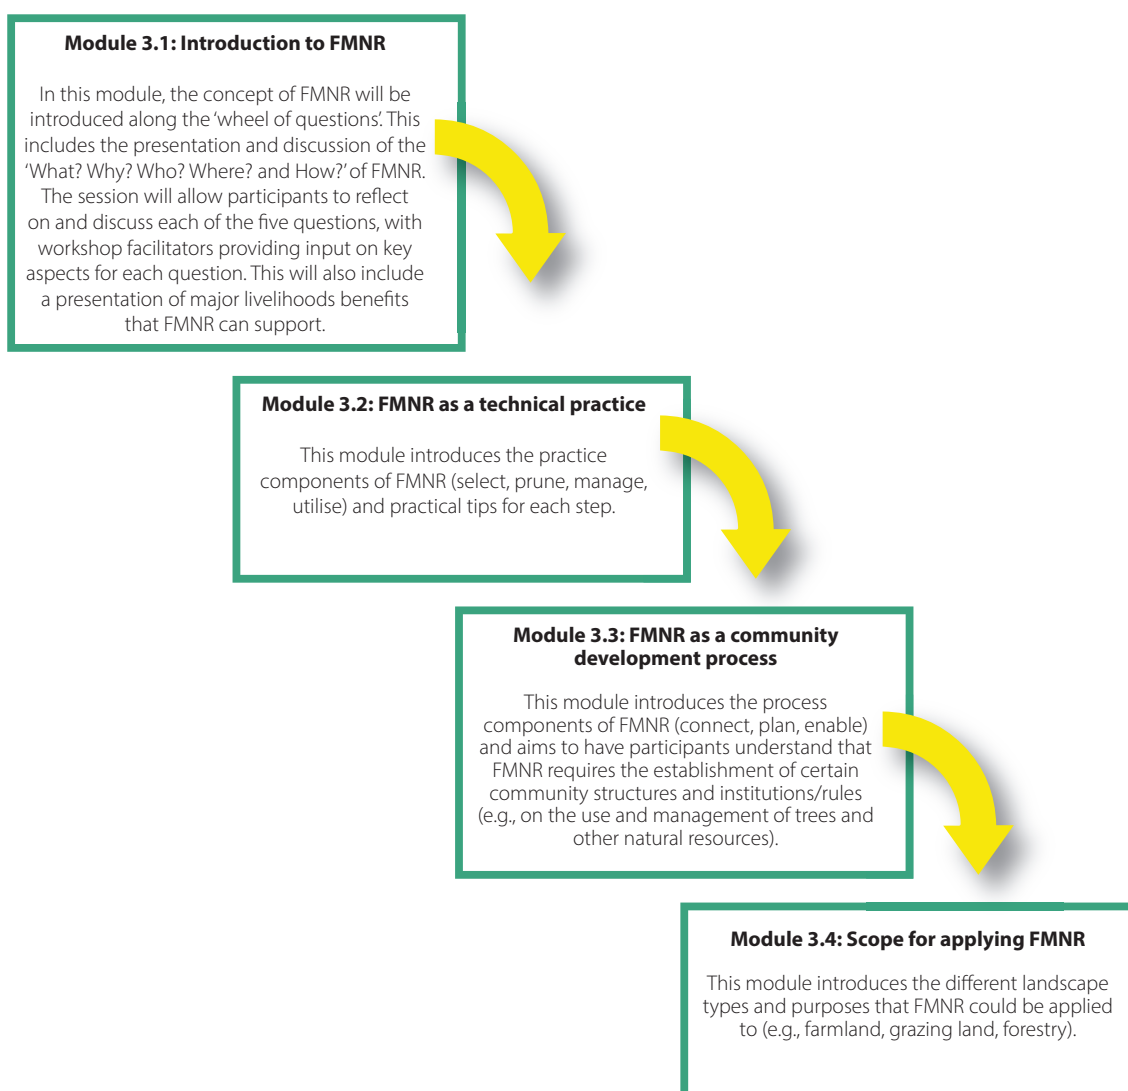 Module 3.1: Introduction to FMNR
In this module, the concept of FMNR will be
introduced along the ‘wheel of questions’. This
includes the presentation and discussion of the
‘What? Why? Who? Where? and How?’ of FMNR.
The session will allow participants to reflect
on and discuss each of the five questions, with
workshop facilitators providing input on key
aspects for each question. This will also include
a presentation of major livelihoods benefits
that FMNR can support.
Module 3.2: FMNR as a technical practice
This module introduces the practice
components of FMNR (select, prune, manage,
utilise) and practical tips for each step.
Module 3.3: FMNR as a community
development process
This module introduces the process
components of FMNR (connect, plan, enable)
and aims to have participants understand that
FMNR requires the establishment of certain
community structures and institutions/rules
(e.g., on the use and management of trees and
other natural resources).
Module 3.4: Scope for applying FMNR
This module introduces the different landscape
types and purposes that FMNR could be applied
to (e.g., farmland, grazing land, forestry).